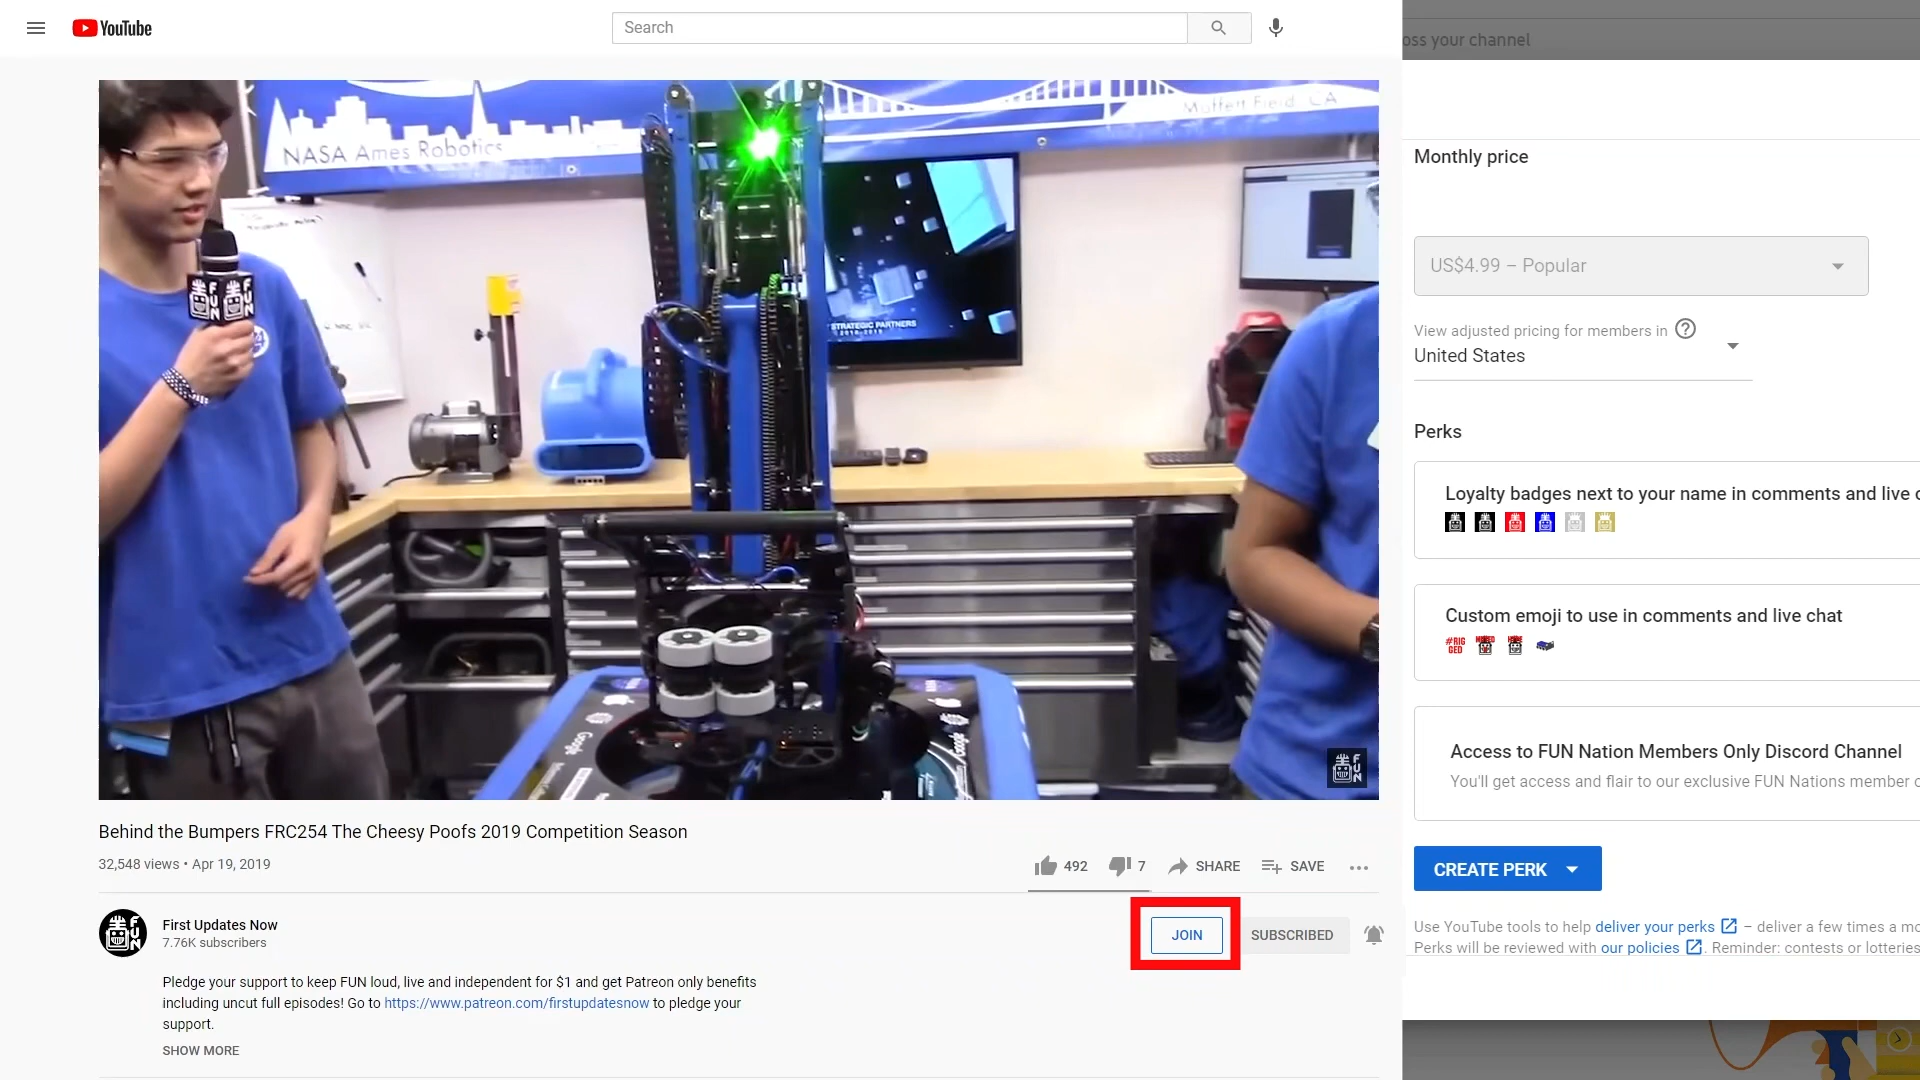 YouTube
Search
NASA Ames Robotics
Moffett Field, CA
STRATEGIC PARTNERS
FUN
FUN
Google
FUN
Behind the Bumpers FRC254 The Cheesy Poofs 2019 Competition Season
32,548 views • Apr 19, 2019
492
7
SHARE
SAVE
FUN
First Updates Now
7.76K subscribers
JOIN
SUBSCRIBED
Pledge your support to keep FUN loud, live and independent for $1 and get Patreon only benefits
including uncut full episodes! Go to https://www.patreon.com/firstupdatesnow to pledge your
support.
SHOW MORE
oss your channel
Monthly price
US$4.99 – Popular
View adjusted pricing for members in
United States
Perks
Loyalty badges next to your name in comments and live
Custom emoji to use in comments and live chat
#RIG
GED
Access to FUN Nation Members Only Discord Channel
You'll get access and flair to our exclusive FUN Nations member
CREATE PERK
Use YouTube tools to help deliver your perks – deliver a few times a mo
Perks will be reviewed with our policies. Reminder: contests or lotteries